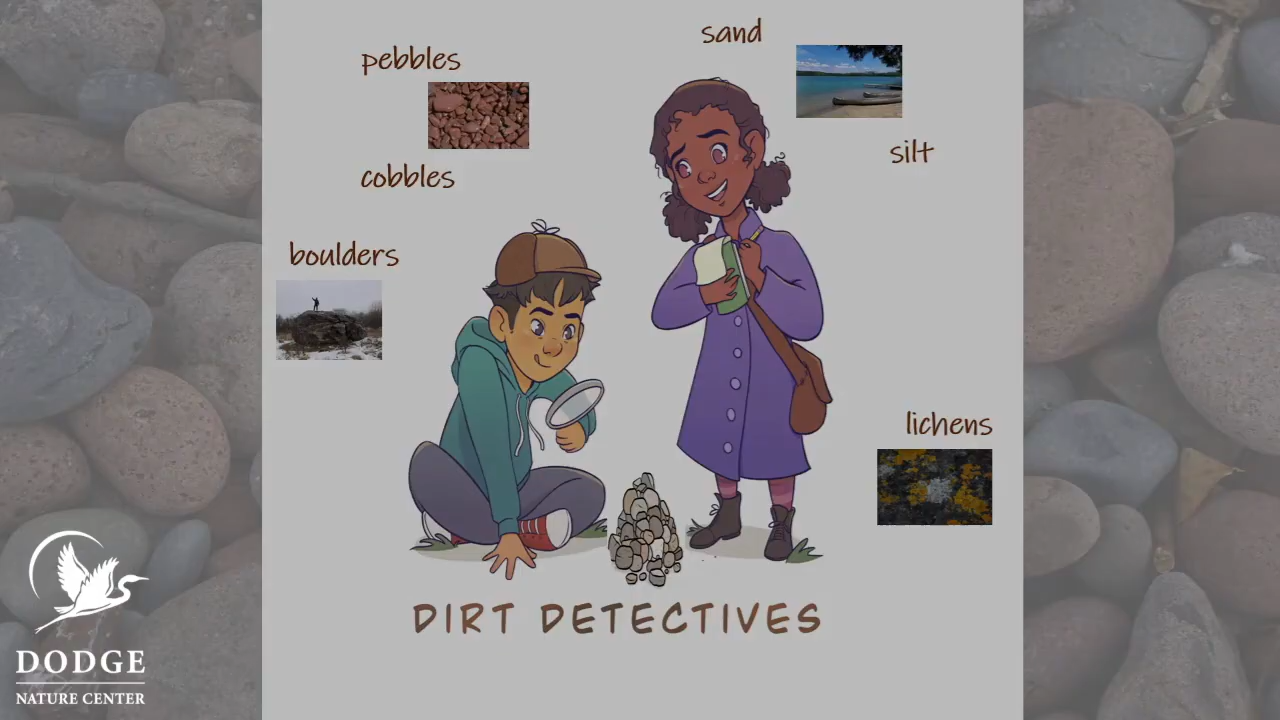 sand
pebbles
silt
cobbles
boulders
lichens
DIRT DETECTIVES
DODGE
NATURE CENTER